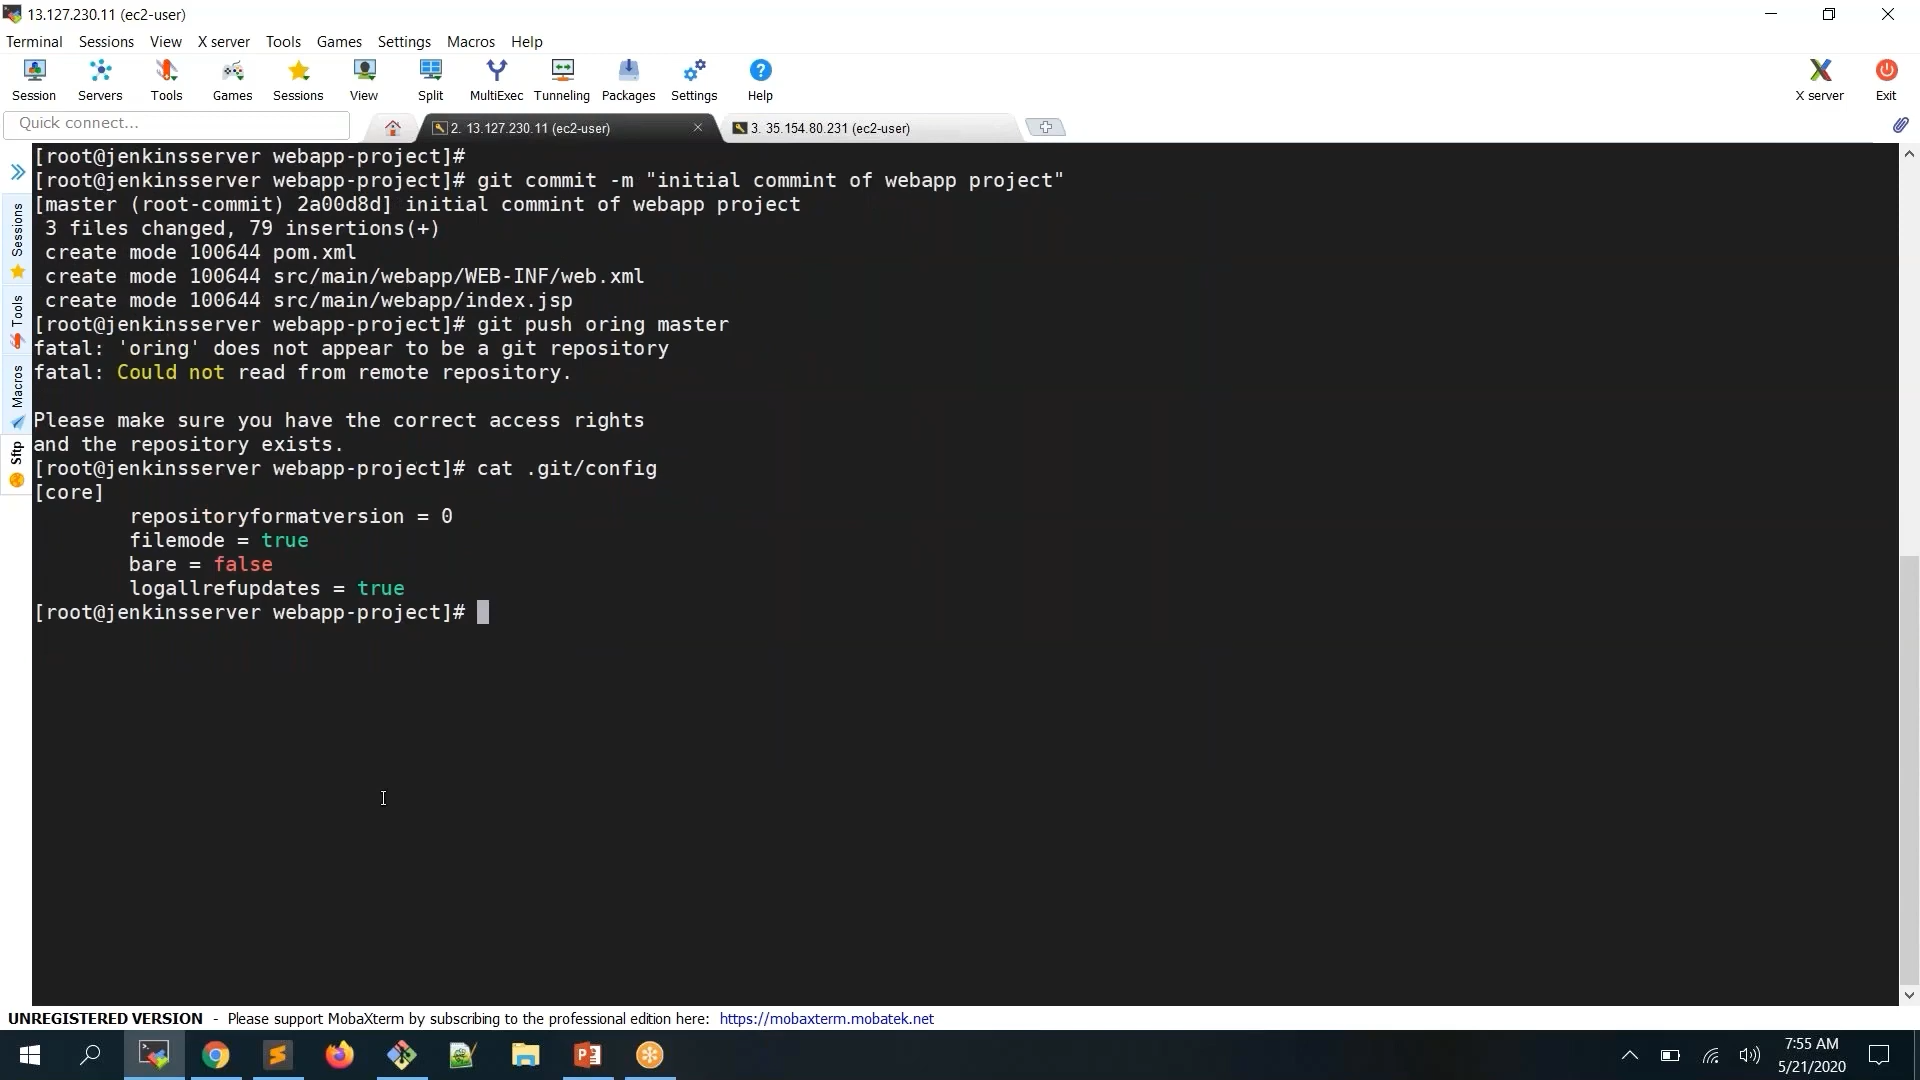 13.127.230.11 (ec2-user)
Terminal Sessions View X server Tools Games Settings Macros Help
Session Servers Tools Games Sessions View Split MultiExec Tunneling Packages Settings Help X server Exit
Quick connect...
2. 13.127.230.11 (ec2-user)
3. 35.154.80.231 (ec2-user)
Sessions
Tools
Macros
Sftp
[root@jenkinsserver webapp-project]#
[root@jenkinsserver webapp-project]# git commit -m "initial commint of webapp project"
[master (root-commit) 2a00d8d] initial commint of webapp project
3 files changed, 79 insertions(+)
create mode 100644 pom.xml
create mode 100644 src/main/webapp/WEB-INF/web.xml
create mode 100644 src/main/webapp/index.jsp
[root@jenkinsserver webapp-project]# git push oring master
fatal: 'oring' does not appear to be a git repository
fatal: Could not read from remote repository.
Please make sure you have the correct access rights
and the repository exists.
[root@jenkinsserver webapp-project]# cat .git/config
[core]
repositoryformatversion = 0
filemode = true
bare = false
logallrefupdates = true
[root@jenkinsserver webapp-project]#
UNREGISTERED VERSION - Please support MobaXterm by subscribing to the professional edition here: https://mobaxterm.mobatek.net
7:55 AM
5/21/2020